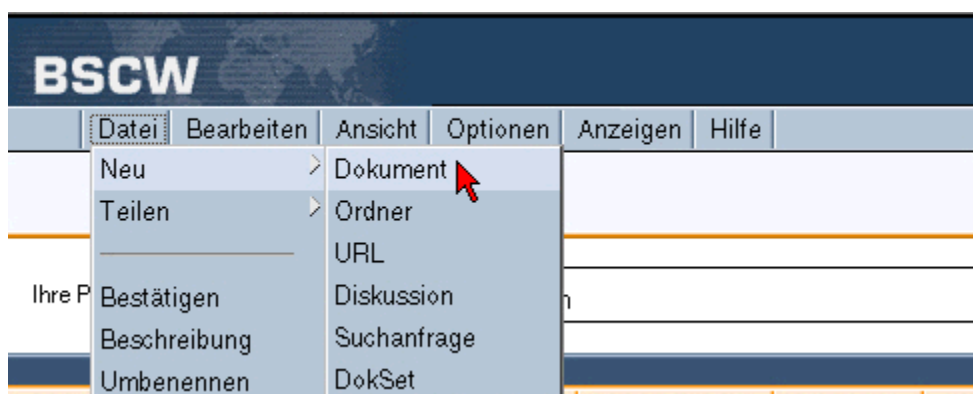 BSCW
Datei Bearbeiten Ansicht Optionen Anzeigen Hilfe
Neu Dokument
Teilen Ordner
URL
Ihre P
Bestätigen Diskussion
Beschreibung Suchanfrage
Umbenennen DokSet